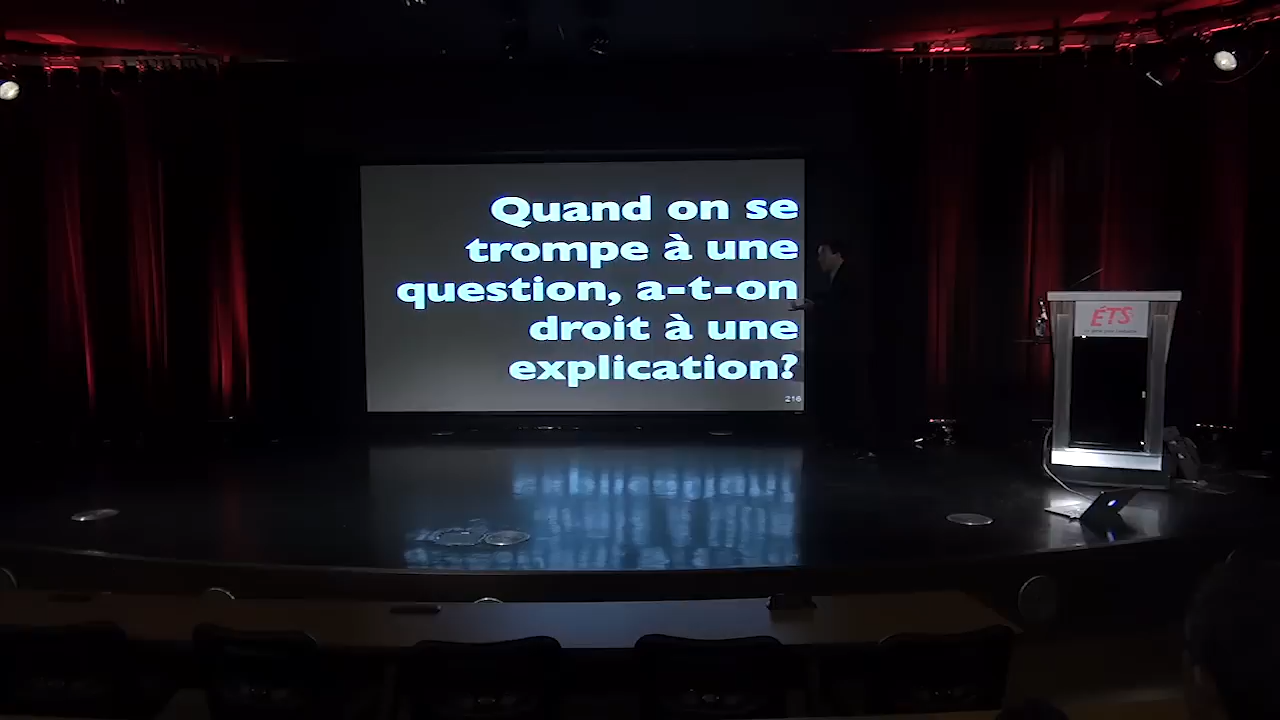 Quand on se
trompe à une
question, a-t-on
droit à une
explication?
216
ÉTS